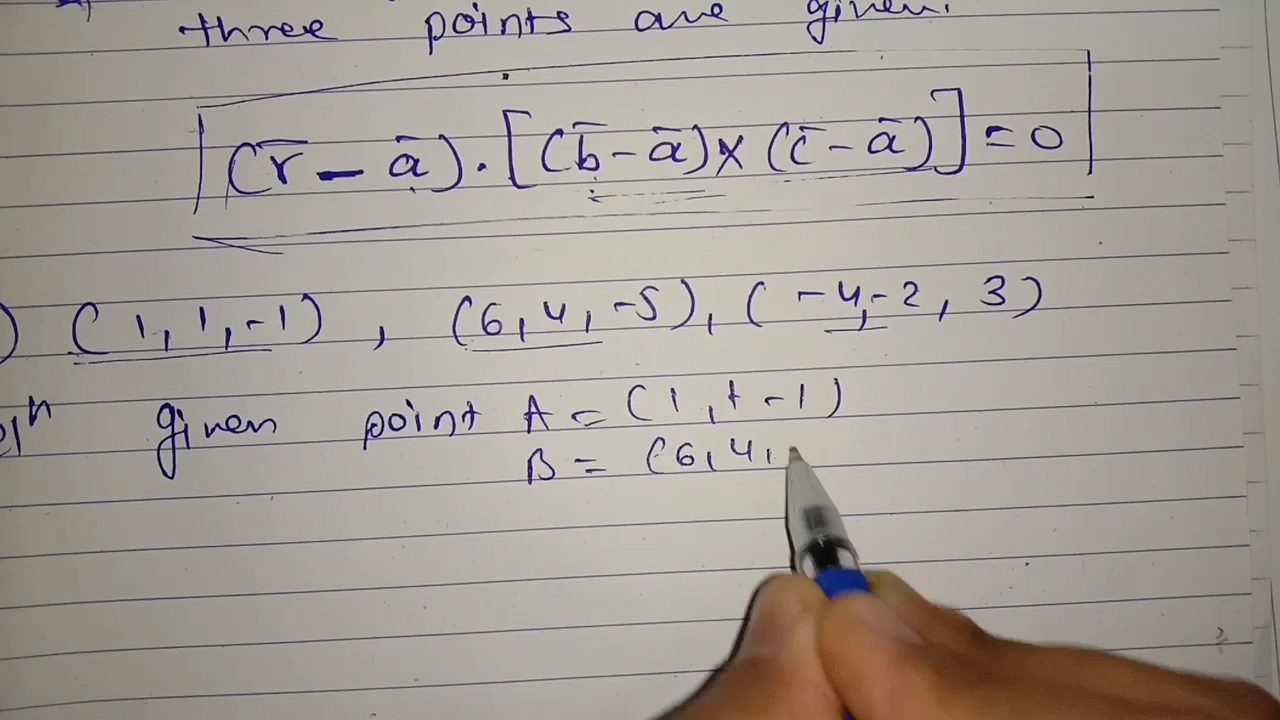 three points are given.
(r̄ - ā) · [(b̄ - ā) × (c̄ - ā)] = 0
) (1, 1, -1), (6, 4, -5), (-4, -2, 3)
given point A = (1, + -1)
B = (6, 4,